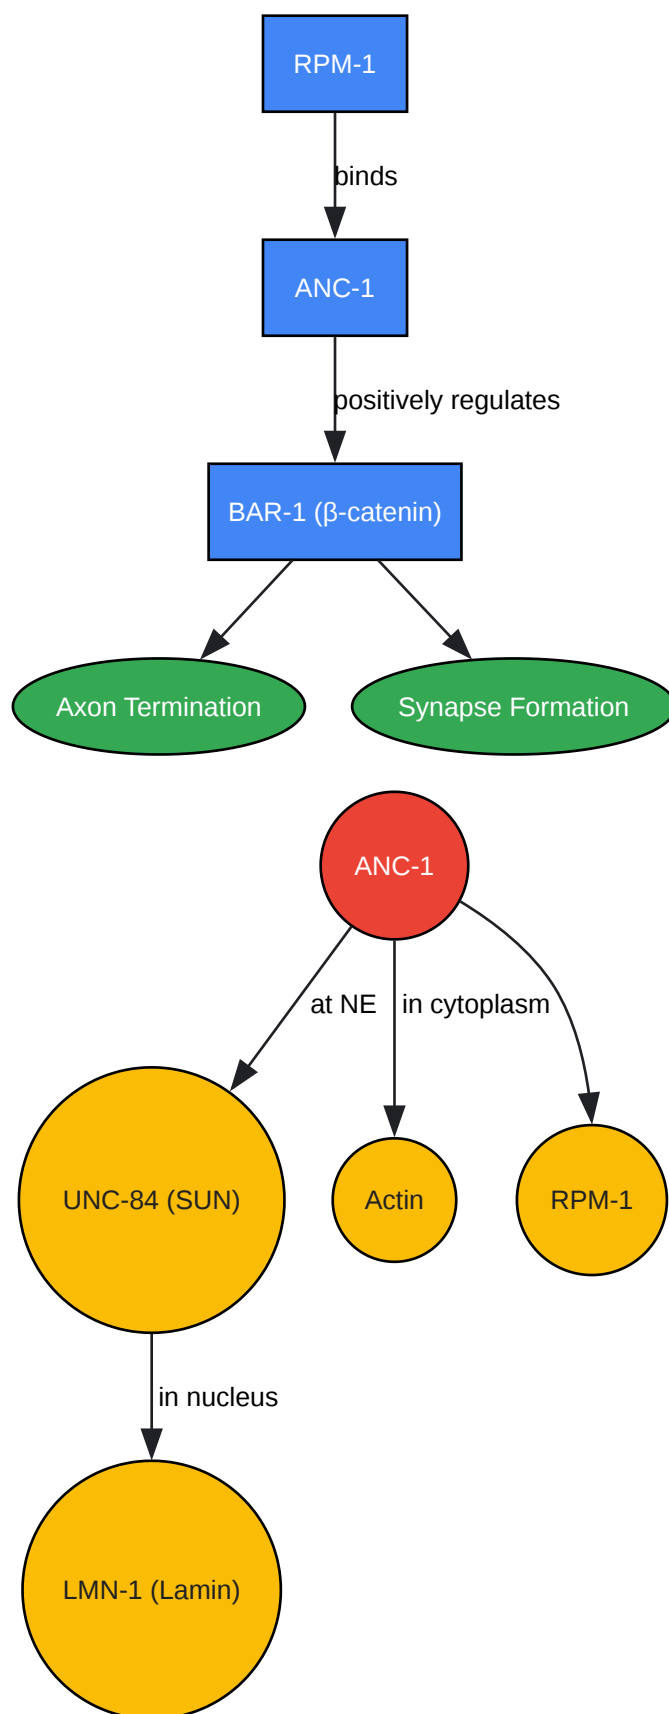 RPM-1
binds
ANC-1
positively regulates
BAR-1 (β-catenin)
Axon Termination
Synapse Formation
ANC-1
at NE
in cytoplasm
UNC-84 (SUN)
Actin
RPM-1
in nucleus
LMN-1 (Lamin)